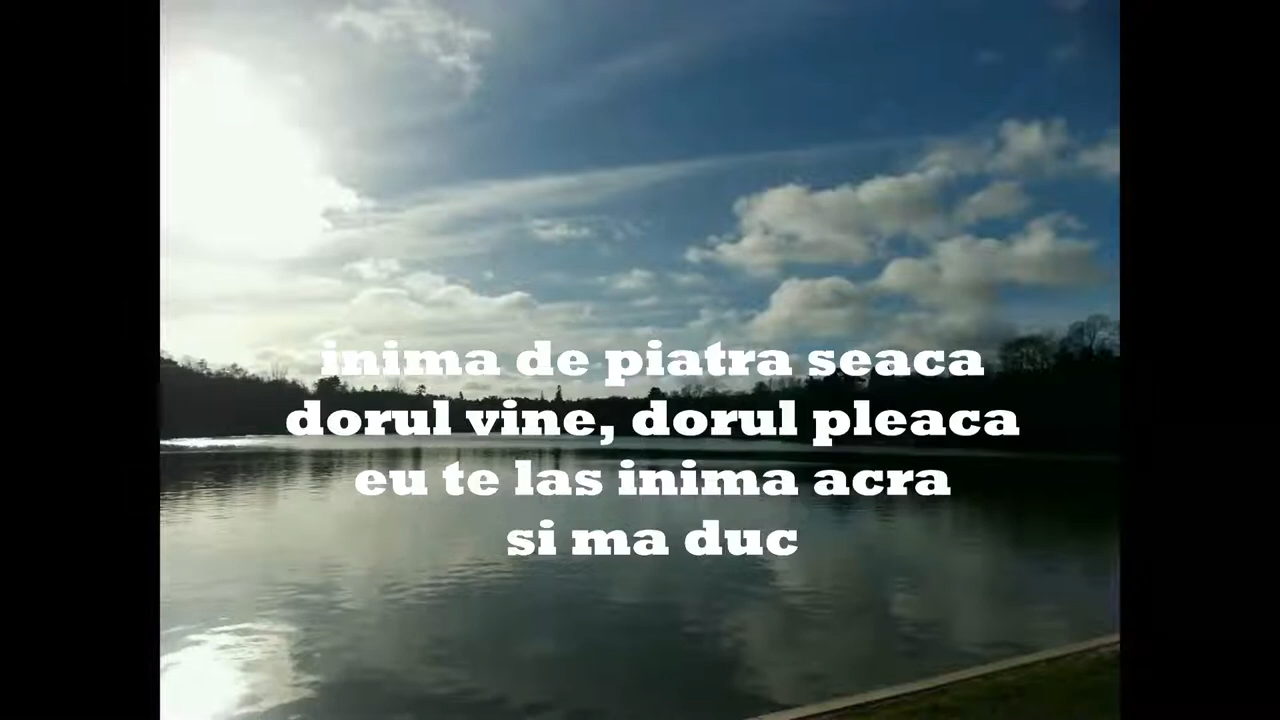 inima de piatra seaca
dorul vine, dorul pleaca
eu te las inima acra
si ma duc